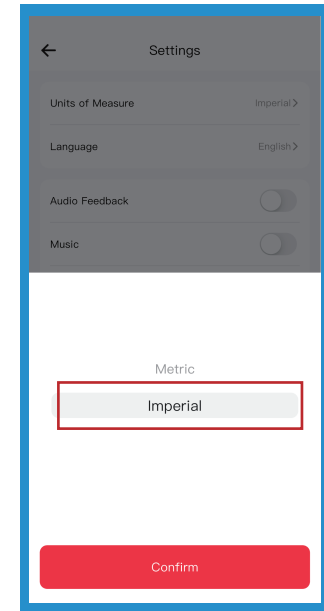 Settings
Units of Measure Imperial >
Language English >
Audio Feedback
Music
Metric
Imperial
Confirm